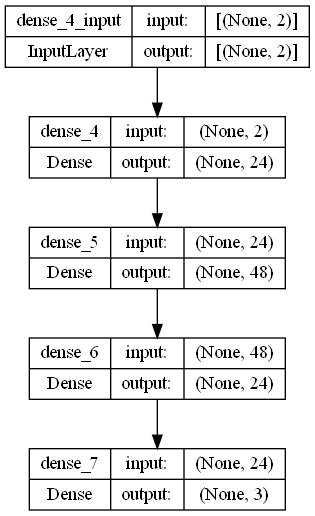 dense_4_input input: [(None, 2)]
InputLayer output: [(None, 2)]
dense_4 input: (None, 2)
Dense output: (None, 24)
dense_5 input: (None, 24)
Dense output: (None, 48)
dense_6 input: (None, 48)
Dense output: (None, 24)
dense_7 input: (None, 24)
Dense output: (None, 3)